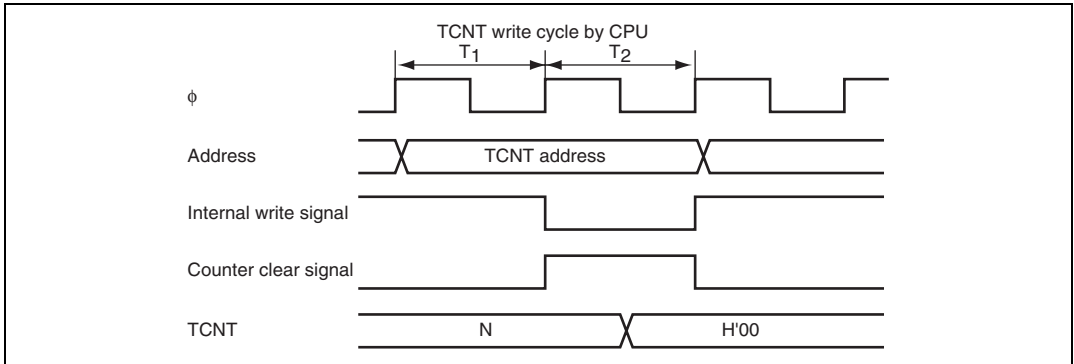 TCNT write cycle by CPU
T1 T2
ϕ
Address TCNT address
Internal write signal
Counter clear signal
TCNT N H'00